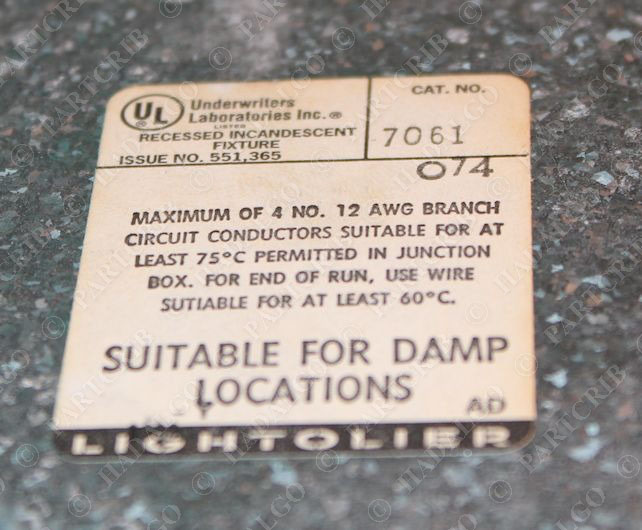 UL ® Underwriters
Laboratories Inc.®
LISTED
RECESSED INCANDESCENT
FIXTURE
ISSUE NO. 551,365
CAT. NO.
7061
074
MAXIMUM OF 4 NO. 12 AWG BRANCH
CIRCUIT CONDUCTORS SUITABLE FOR AT
LEAST 75°C PERMITTED IN JUNCTION
BOX. FOR END OF RUN, USE WIRE
SUTIABLE FOR AT LEAST 60°C.
SUITABLE FOR DAMP
LOCATIONS
AD
LIGHTOLIER
© PARTCRIB © HADALGO